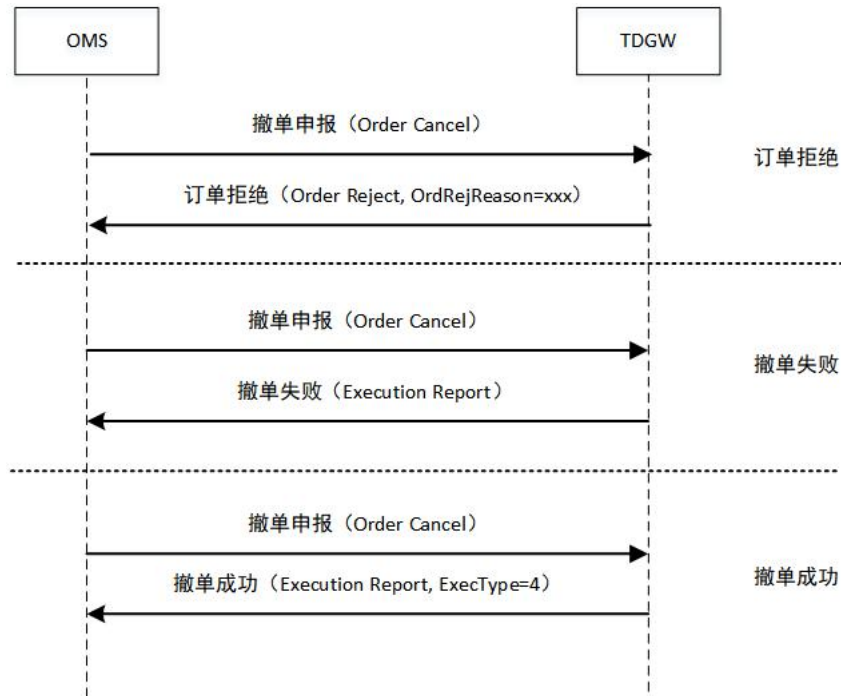 OMS
TDGW
撤单申报（Order Cancel）
订单拒绝
订单拒绝（Order Reject, OrdRejReason=xxx）
撤单申报（Order Cancel）
撤单失败
撤单失败（Execution Report）
撤单申报（Order Cancel）
撤单成功
撤单成功（Execution Report, ExecType=4）